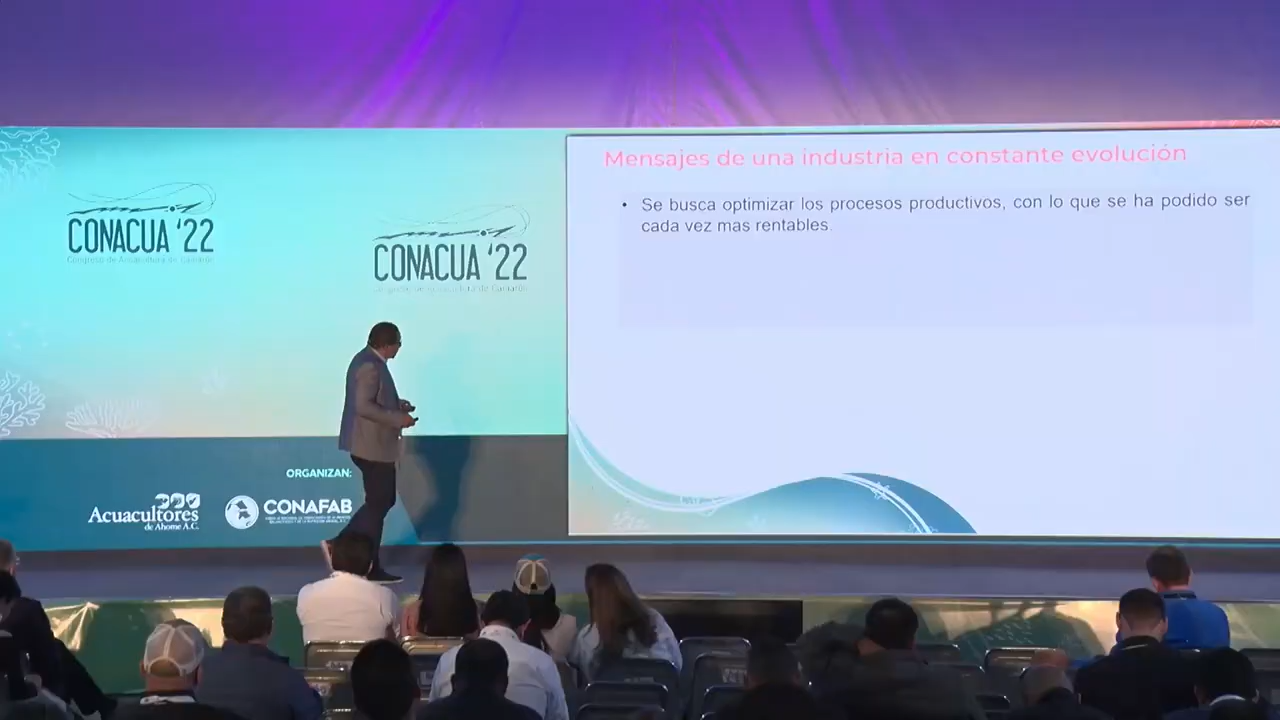 CONACUA '22
Congreso de Acuacultura de Camarón
CONACUA '22
ORGANIZAN:
Acuacultores
de Ahome A.C.
CONAFAB
Mensajes de una industria en constante evolución
• Se busca optimizar los procesos productivos, con lo que se ha podido ser
cada vez mas rentables.